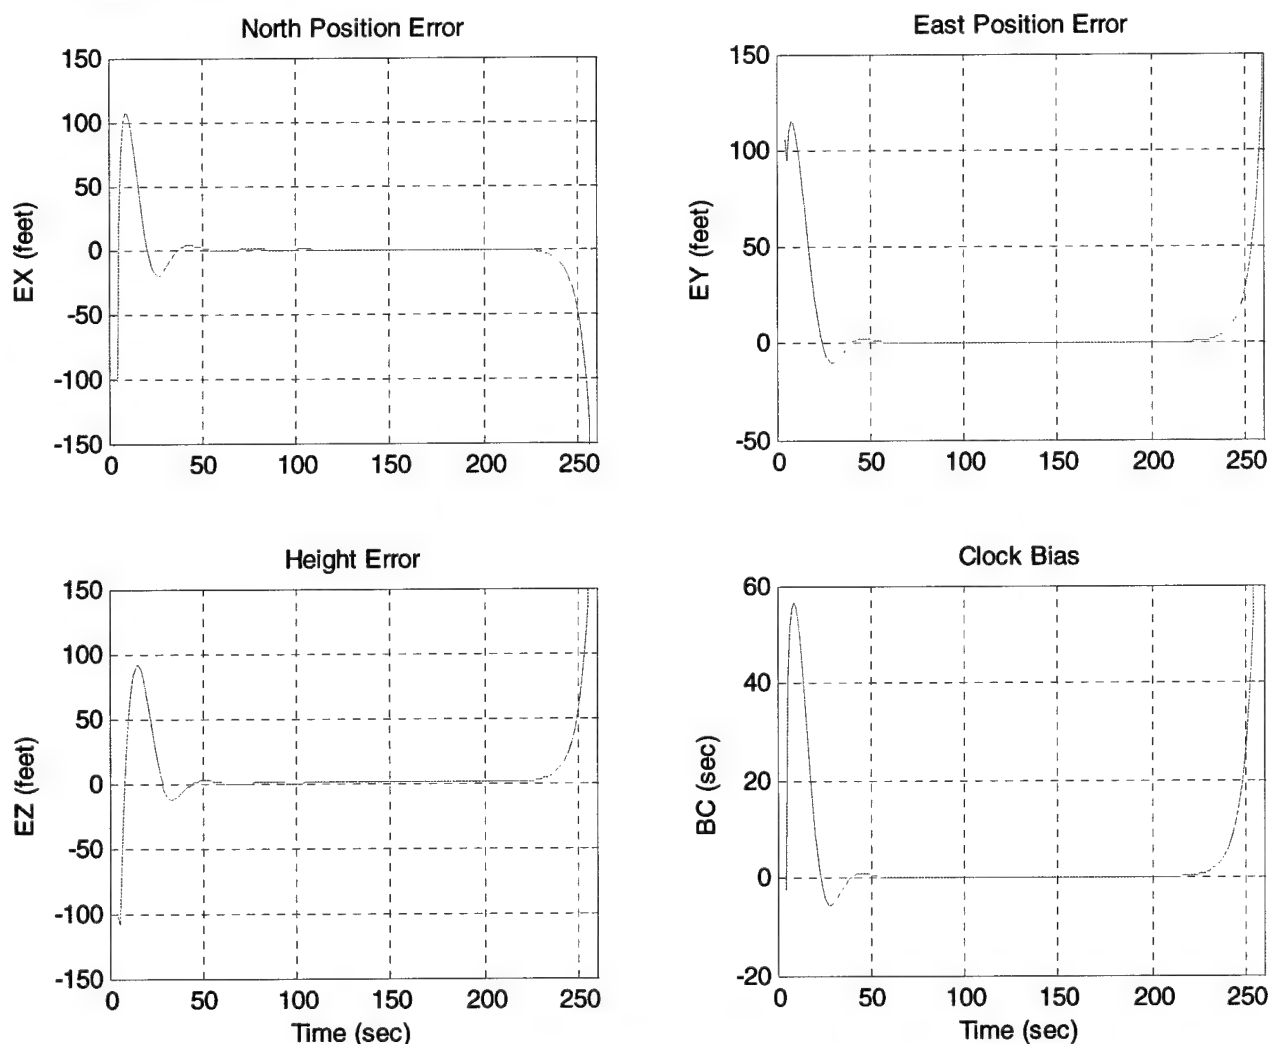 North Position Error
150
100
50
0
-50
-100
-150
EX (feet)
0 50 100 150 200 250
East Position Error
150
100
50
0
-50
EY (feet)
0 50 100 150 200 250
Height Error
150
100
50
0
-50
-100
-150
EZ (feet)
0 50 100 150 200 250
Time (sec)
Clock Bias
60
40
20
0
-20
BC (sec)
0 50 100 150 200 250
Time (sec)